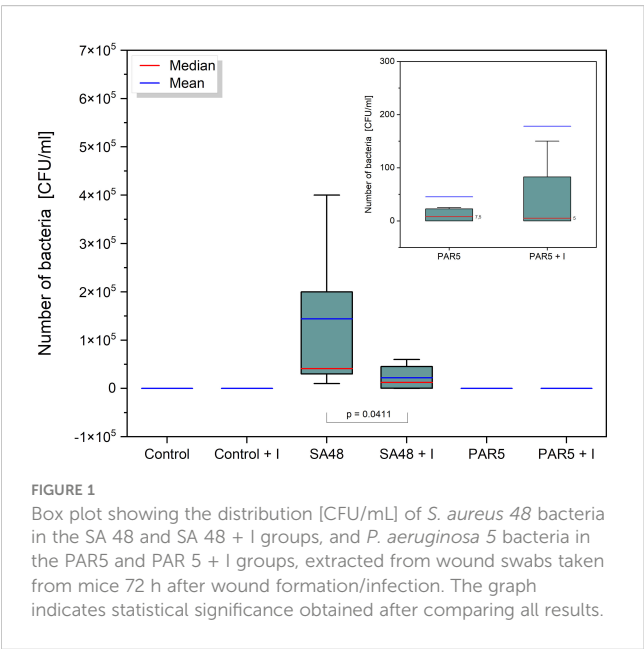 7×10⁵
6×10⁵
5×10⁵
4×10⁵
3×10⁵
2×10⁵
1×10⁵
0
-1×10⁵
Number of bacteria [CFU/ml]
Median
Mean
300
200
100
0
Number of bacteria [CFU/ml]
7,5
5
PAR5
PAR5 + I
p = 0.0411
Control
Control + I
SA48
SA48 + I
PAR5
PAR5 + I
FIGURE 1
Box plot showing the distribution [CFU/mL] of S. aureus 48 bacteria
in the SA 48 and SA 48 + I groups, and P. aeruginosa 5 bacteria in
the PAR5 and PAR 5 + I groups, extracted from wound swabs taken
from mice 72 h after wound formation/infection. The graph
indicates statistical significance obtained after comparing all results.